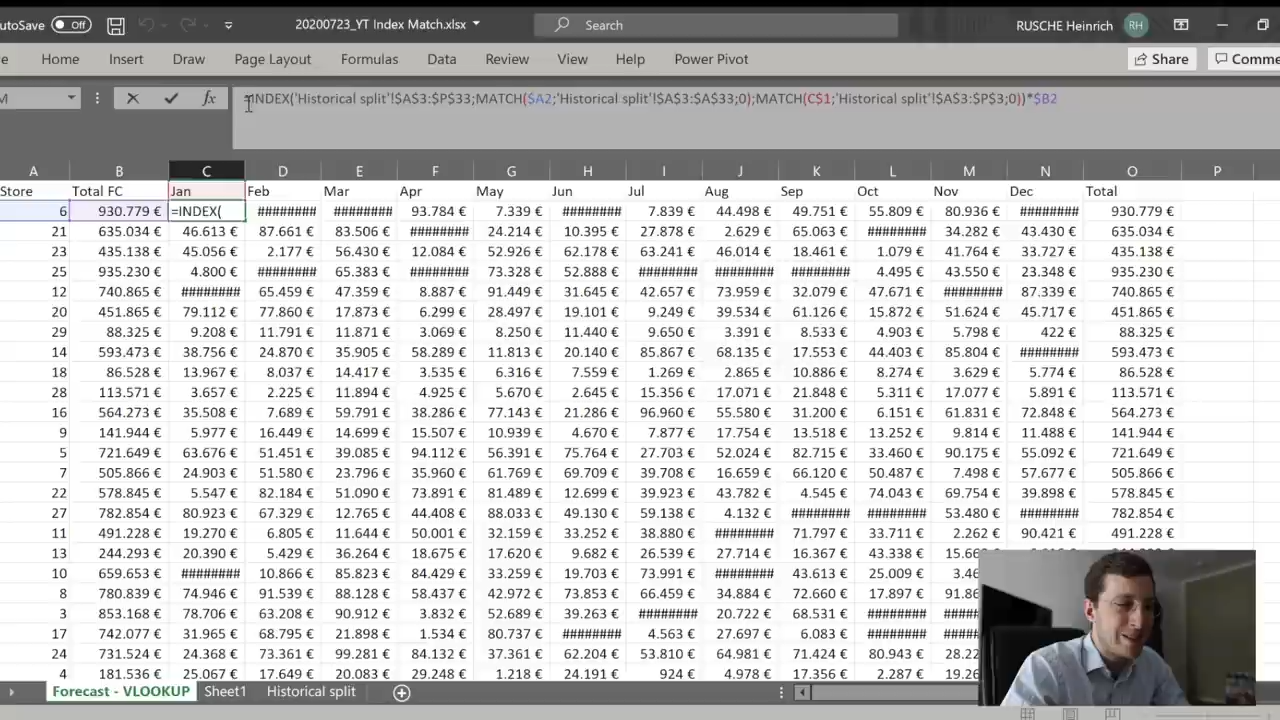 utoSave Off 20200723_YT Index Match.xlsx Search RUSCHE Heinrich RH
Home Insert Draw Page Layout Formulas Data Review View Help Power Pivot Share Comme
M fx =INDEX('Historical split'!$A$3:$P$33;MATCH($A2;'Historical split'!$A$3:$A$33;0);MATCH(C$1;'Historical split'!$A$3:$P$3;0))*$B2
A B C D E F G H I J K L M N O P
Store Total FC Jan Feb Mar Apr May Jun Jul Aug Sep Oct Nov Dec Total
6 930.779 € =INDEX( ######## ######## 93.784 € 7.339 € ######## 7.839 € 44.498 € 49.751 € 55.809 € 80.936 € ######## 930.779 €
21 635.034 € 46.613 € 87.661 € 83.506 € ######## 24.214 € 10.395 € 27.878 € 2.629 € 65.063 € ######## 34.282 € 43.430 € 635.034 €
23 435.138 € 45.056 € 2.177 € 56.430 € 12.084 € 52.926 € 62.178 € 63.241 € 46.014 € 18.461 € 1.079 € 41.764 € 33.727 € 435.138 €
25 935.230 € 4.800 € ######## 65.383 € ######## 73.328 € 52.888 € ######## ######## ######## 4.495 € 43.550 € 23.348 € 935.230 €
12 740.865 € ######## 65.459 € 47.359 € 8.887 € 91.449 € 31.645 € 42.657 € 73.959 € 32.079 € 47.671 € ######## 87.339 € 740.865 €
20 451.865 € 79.112 € 77.860 € 17.873 € 6.299 € 28.497 € 19.101 € 9.249 € 39.534 € 61.126 € 15.872 € 51.624 € 45.717 € 451.865 €
29 88.325 € 9.208 € 11.791 € 11.871 € 3.069 € 8.250 € 11.440 € 9.650 € 3.391 € 8.533 € 4.903 € 5.798 € 422 € 88.325 €
14 593.473 € 38.756 € 24.870 € 35.905 € 58.289 € 11.813 € 20.140 € 85.867 € 68.135 € 17.553 € 44.403 € 85.804 € ######## 593.473 €
18 86.528 € 13.967 € 8.037 € 14.417 € 3.535 € 6.316 € 7.559 € 1.269 € 2.865 € 10.886 € 8.274 € 3.629 € 5.774 € 86.528 €
28 113.571 € 3.657 € 7.226 € 11.894 € 4.925 € 5.670 € 2.645 € 15.356 € 17.071 € 26.848 € 5.311 € 17.077 € 5.891 € 113.571 €
16 564.273 € 35.508 € 7.689 € 59.791 € 38.286 € 77.143 € 21.286 € 96.960 € 55.580 € 31.200 € 6.151 € 61.831 € 72.848 € 564.273 €
9 141.944 € 5.977 € 16.449 € 14.699 € 15.507 € 10.939 € 4.670 € 7.877 € 17.754 € 13.518 € 13.252 € 9.814 € 11.488 € 141.944 €
5 721.649 € 63.676 € 51.451 € 39.085 € 94.112 € 56.391 € 75.764 € 27.703 € 52.024 € 82.715 € 33.460 € 90.175 € 55.092 € 721.649 €
7 505.866 € 24.903 € 51.580 € 23.796 € 35.960 € 61.769 € 69.709 € 39.708 € 16.659 € 66.120 € 50.487 € 7.498 € 57.677 € 505.866 €
22 578.845 € 5.547 € 82.184 € 51.090 € 73.891 € 81.489 € 12.699 € 39.923 € 43.782 € 4.545 € 74.043 € 69.754 € 39.898 € 578.845 €
27 782.854 € 80.923 € 67.329 € 12.765 € 44.408 € 88.033 € 49.130 € 59.138 € 4.132 € ######## ######## 53.480 € ######## 782.854 €
11 491.228 € 19.270 € 6.805 € 11.644 € 50.001 € 32.159 € 33.252 € 38.880 € ######## 71.797 € 33.711 € 2.262 € 90.421 € 491.228 €
13 244.293 € 20.390 € 5.429 € 36.264 € 18.675 € 17.620 € 9.682 € 26.539 € 27.714 € 16.367 € 43.338 € 15.66
10 659.653 € ######## 10.866 € 85.823 € 84.429 € 33.259 € 19.703 € 73.991 € ######## 43.613 € 25.009 € 3.46
8 780.839 € 74.946 € 91.539 € 88.128 € 58.437 € 42.972 € 73.853 € 66.459 € 34.884 € 72.660 € 17.897 € 91.86
3 853.168 € 78.706 € 63.208 € 90.912 € 3.832 € 52.689 € 39.263 € ######## 20.722 € 68.531 € ######## #####
17 742.077 € 31.965 € 68.795 € 21.898 € 1.534 € 80.737 € ######## 4.563 € 27.697 € 6.083 € ######## #####
24 731.524 € 24.368 € 73.361 € 99.281 € 84.132 € 37.361 € 62.204 € 53.810 € 64.981 € 71.424 € 80.943 € 28.22
4 181.536 € 25.067 € 17.649 € 20.083 € 9.449 € 1.218 € 24.191 € 924 € 4.978 € 17.356 € 2.287 € 19.26
Forecast - VLOOKUP Sheet1 Historical split